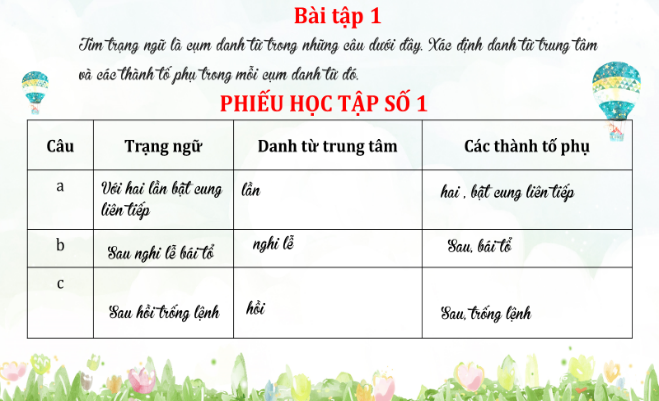 Bài tập 1
Tìm trạng ngữ là cụm danh từ trong những câu dưới đây. Xác định danh từ trung tâm
và các thành tố phụ trong mỗi cụm danh từ đó.
PHIẾU HỌC TẬP SỐ 1
Câu Trạng ngữ Danh từ trung tâm Các thành tố phụ
a Với hai lần bật cung lần hai , bật cung liên tiếp
liên tiếp
b Sau nghi lễ bái tổ nghi lễ Sau, bái tổ
c
Sau hồi trống lệnh hồi Sau, trống lệnh